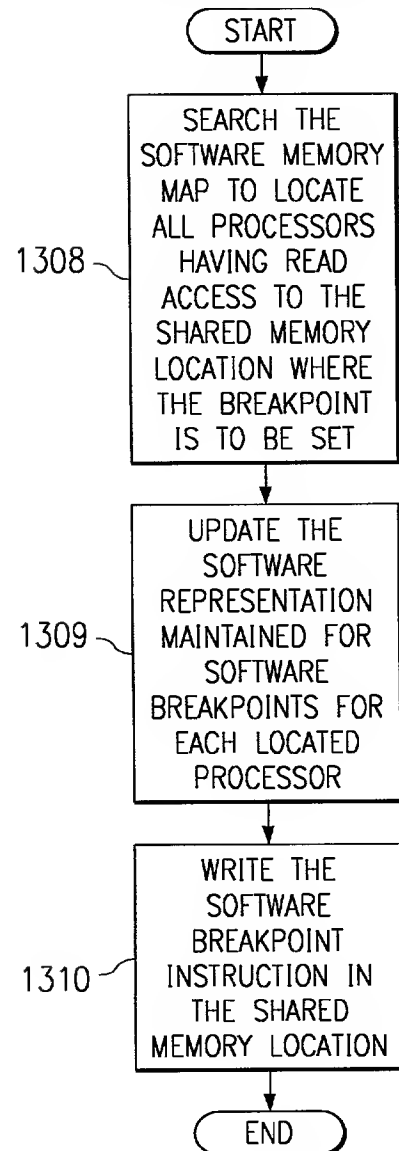 START
SEARCH THE
SOFTWARE MEMORY
MAP TO LOCATE
ALL PROCESSORS
HAVING READ
ACCESS TO THE
SHARED MEMORY
LOCATION WHERE
THE BREAKPOINT
IS TO BE SET
1308
UPDATE THE
SOFTWARE
REPRESENTATION
MAINTAINED FOR
SOFTWARE
BREAKPOINTS FOR
EACH LOCATED
PROCESSOR
1309
WRITE THE
SOFTWARE
BREAKPOINT
INSTRUCTION IN
THE SHARED
MEMORY LOCATION
1310
END